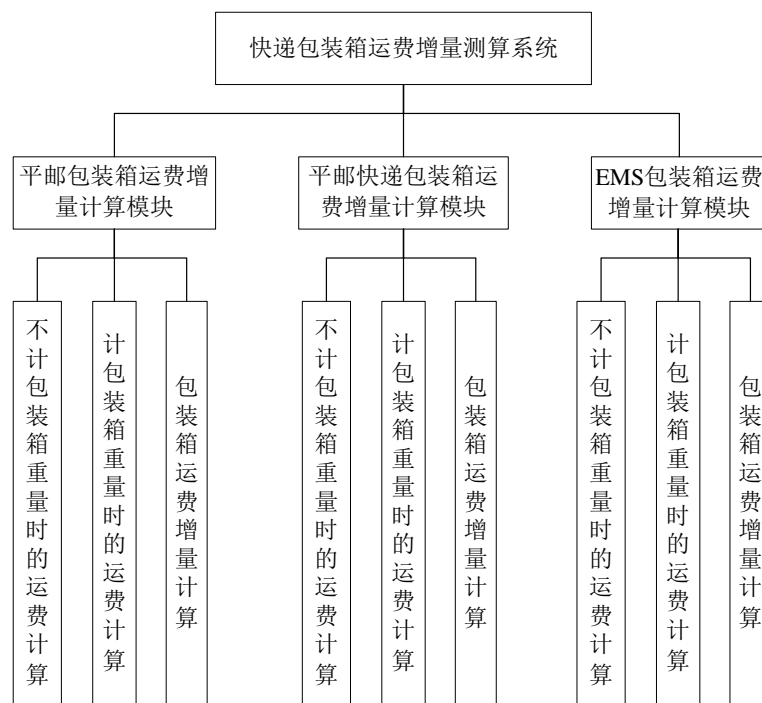 快递包装箱运费增量测算系统
平邮包装箱运费增
量计算模块
平邮快递包装箱运
费增量计算模块
EMS包装箱运费
增量计算模块
不计包装箱重量时的运费计算
计包装箱重量时的运费计算
包装箱运费增量计算
不计包装箱重量时的运费计算
计包装箱重量时的运费计算
包装箱运费增量计算
不计包装箱重量时的运费计算
计包装箱重量时的运费计算
包装箱运费增量计算